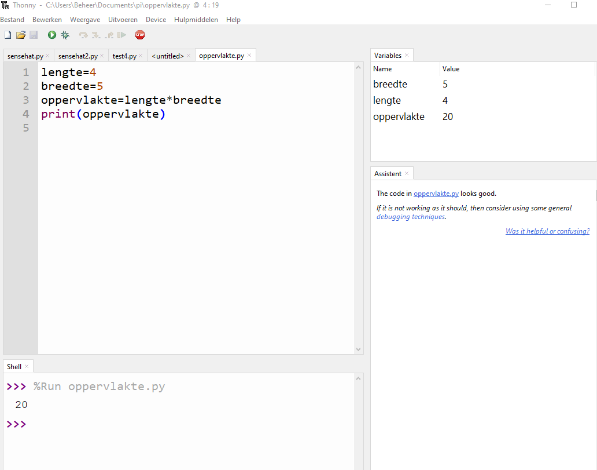 Thonny - C:\Users\Beheer\Documents\pi\oppervlakte.py @ 4:19
Bestand Bewerken Weergave Uitvoeren Device Hulpmiddelen Help
sensehat.py × sensehat2.py × test4.py × <untitled> × oppervlakte.py ×
1 lengte=4
2 breedte=5
3 oppervlakte=lengte*breedte
4 print(oppervlakte)
5
Shell ×
>>> %Run oppervlakte.py
20
>>>
Variables ×
Name Value
breedte 5
lengte 4
oppervlakte 20
Assistent ×
The code in oppervlakte.py looks good.
If it is not working as it should, then consider using some general
debugging techniques.
Was it helpful or confusing?